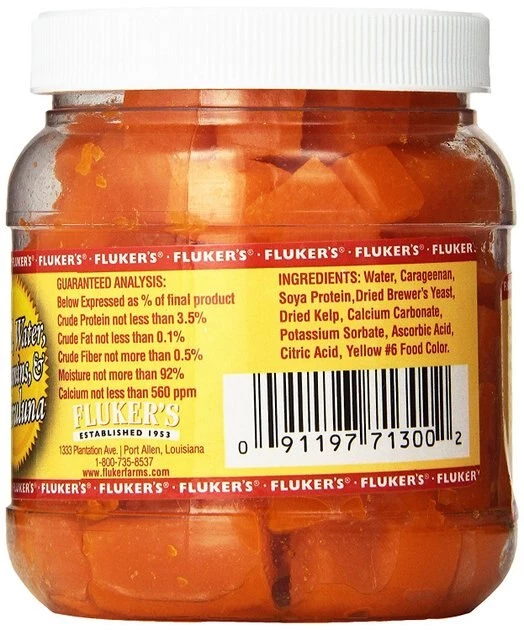 FLUKER'S® · FLUKER'S® · FLUKER'S® · FLUKER'S® · FLUKER'S® · FLUKER
Water,
&
GUARANTEED ANALYSIS:
Below Expressed as % of final product
Crude Protein not less than 3.5%
Crude Fat not less than 0.1%
Crude Fiber not more than 0.5%
Moisture not more than 92%
Calcium not less than 560 ppm
FLUKER'S
ESTABLISHED 1953
1333 Plantation Ave. | Port Allen, Louisiana
1-800-735-8537
www.flukerfarms.com
INGREDIENTS: Water, Carageenan,
Soya Protein,Dried Brewer's Yeast,
Dried Kelp, Calcium Carbonate,
Potassium Sorbate, Ascorbic Acid,
Citric Acid, Yellow #6 Food Color.
0 91197 71300 2
FLUKER'S® · FLUKER'S® · FLUKER'S® · FLUKER'S® · FLUKER'S® · FLUKER'